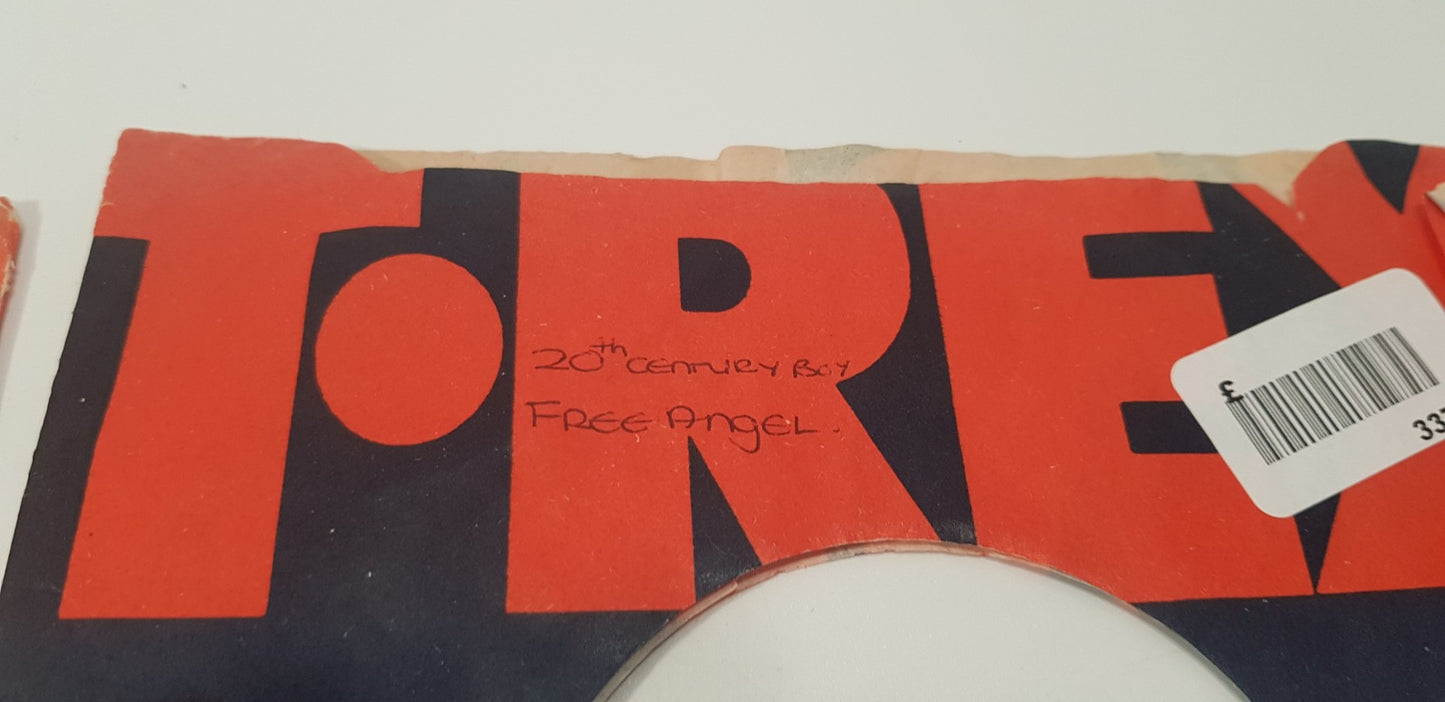 T•REX
20th CENTURY BOY
FREE Angel.
£